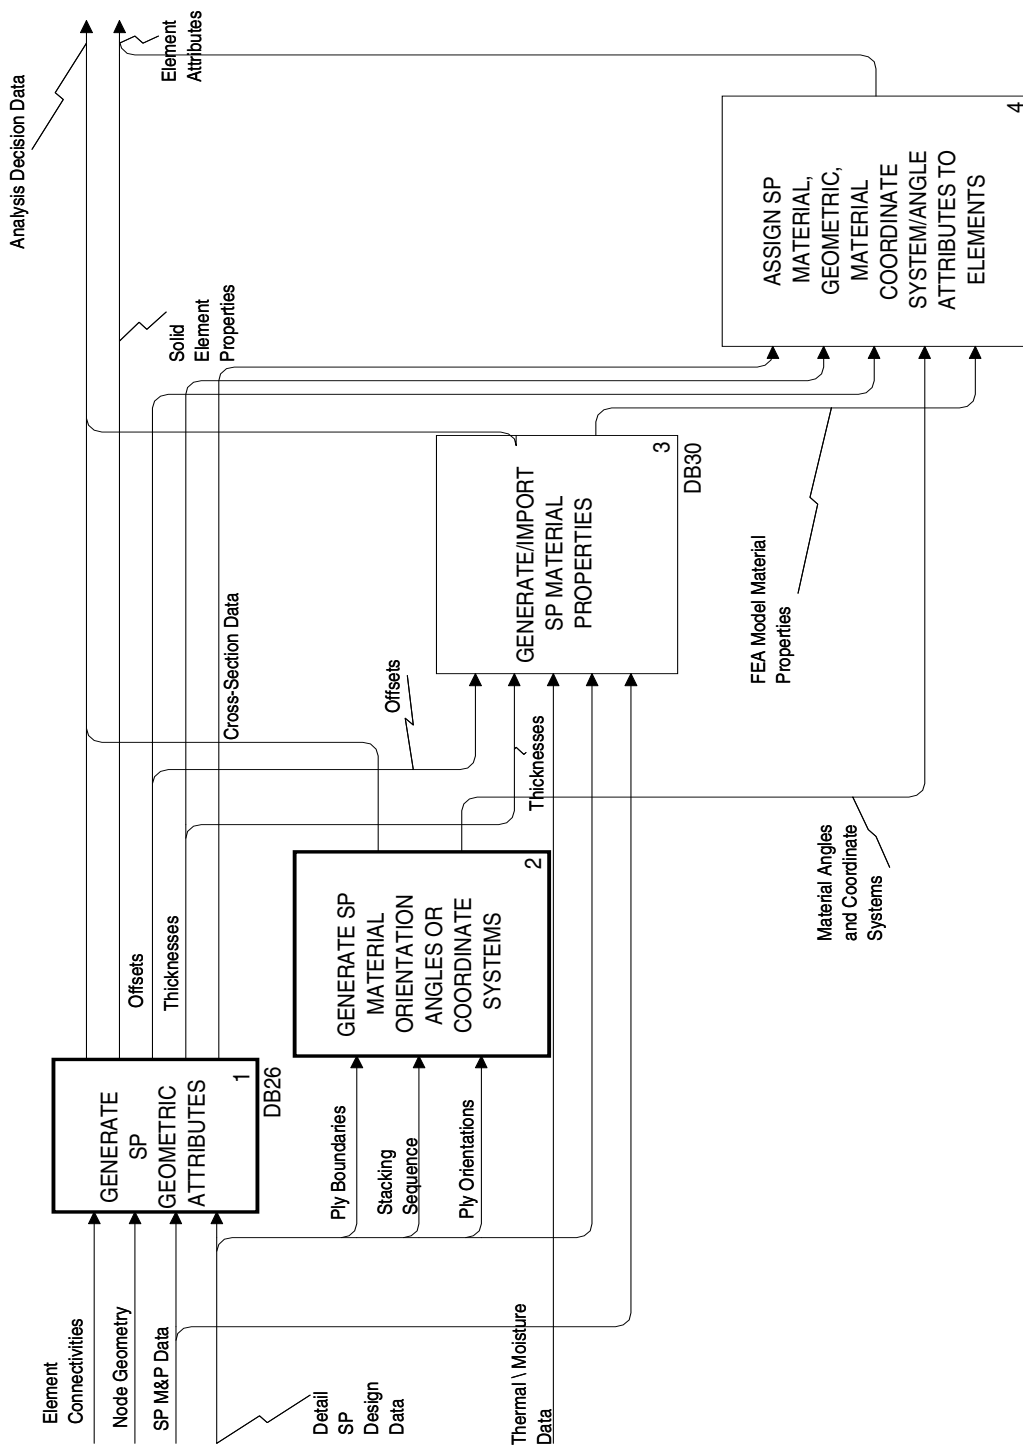 Analysis Decision Data
Element
Attributes
Solid
Element
Properties
Cross-Section Data
Offsets
Thicknesses
Element
Connectivities
Node Geometry
SP M&P Data
Detail
SP
Design
Data
Thermal \ Moisture
Data
GENERATE
SP
GEOMETRIC
ATTRIBUTES
1
DB26
Ply Boundaries
Stacking
Sequence
Ply Orientations
GENERATE SP
MATERIAL
ORIENTATION
ANGLES OR
COORDINATE
SYSTEMS
2
Offsets
Thicknesses
GENERATE/IMPORT
SP MATERIAL
PROPERTIES
3
DB30
Material Angles
and Coordinate
Systems
FEA Model Material
Properties
ASSIGN SP
MATERIAL,
GEOMETRIC,
MATERIAL
COORDINATE
SYSTEM/ANGLE
ATTRIBUTES TO
ELEMENTS
4